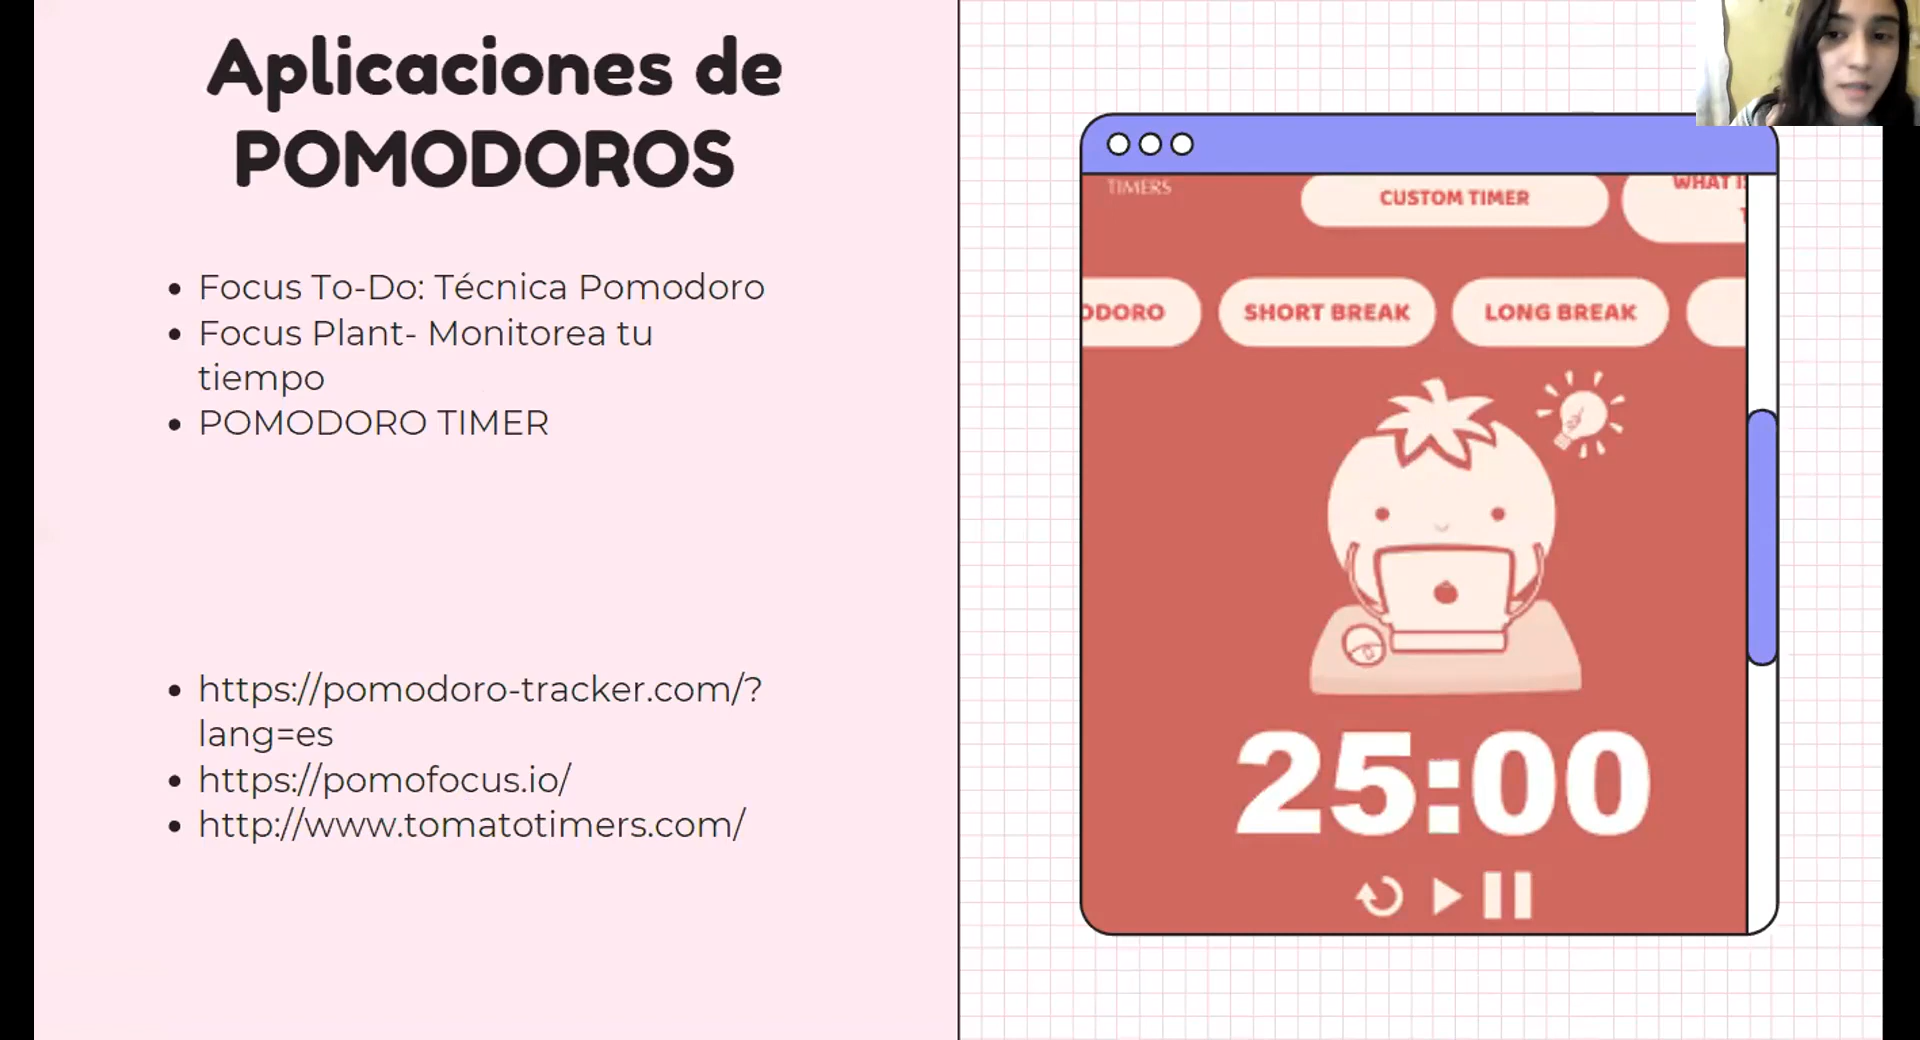 Aplicaciones de
POMODOROS
• Focus To-Do: Técnica Pomodoro
• Focus Plant- Monitorea tu
tiempo
• POMODORO TIMER
• https://pomodoro-tracker.com/?
lang=es
• https://pomofocus.io/
• http://www.tomatotimers.com/
TIMERS
CUSTOM TIMER
WHAT
ODORO
SHORT BREAK
LONG BREAK
25:00